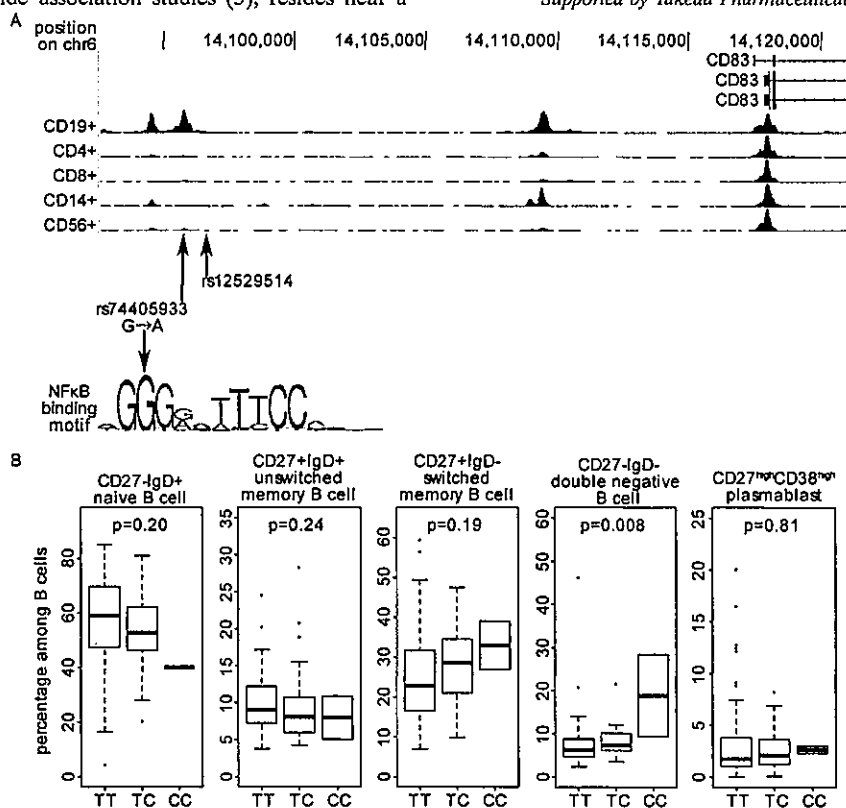 ide association studies (3), resides near a
Supported by Takeda Pharmaceutical
A
position on chr6
14,100,000 14,105,000 14,110,000 14,115,000 14,120,000
CD83
CD83
CD83
CD19+
CD4+
CD8+
CD14+
CD56+
rs12529514
rs74405933
G→A
NFκB binding motif
GGG TTTCC
B
CD27-IgD+ naive B cell
CD27+IgD+ unswitched memory B cell
CD27+IgD- switched memory B cell
CD27-IgD- double negative B cell
CD27highCD38high plasmablast
p=0.20
p=0.24
p=0.19
p=0.008
p=0.81
percentage among B cells
0 20 40 60 80
0 5 10 15 20 25 30 35
0 10 20 30 40 50 60
0 10 20 30 40 50 60
0 5 10 15 20 25
TT TC CC
TT TC CC
TT TC CC
TT TC CC
TT TC CC